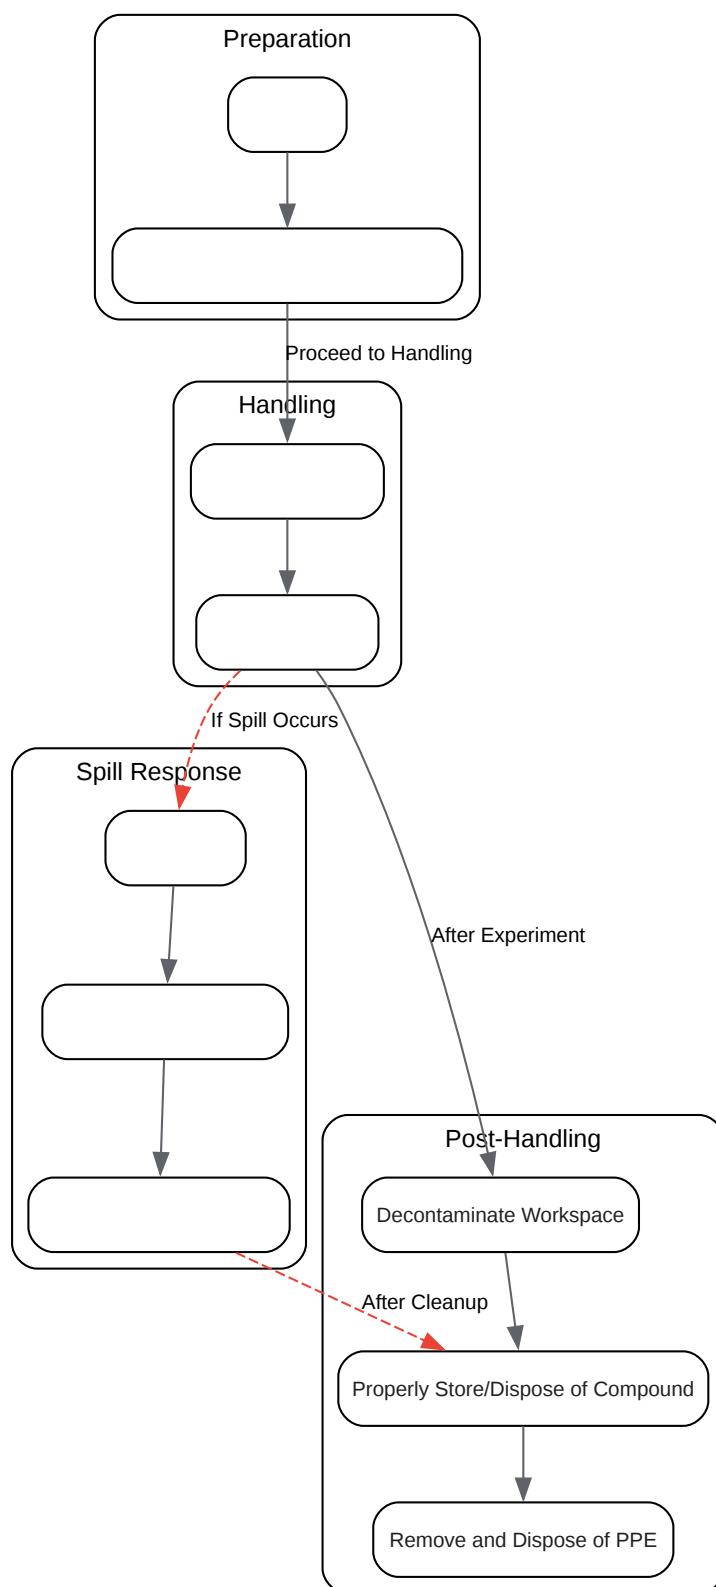 Preparation
Proceed to Handling
Handling
If Spill Occurs
Spill Response
After Experiment
Post-Handling
Decontaminate Workspace
After Cleanup
Properly Store/Dispose of Compound
Remove and Dispose of PPE